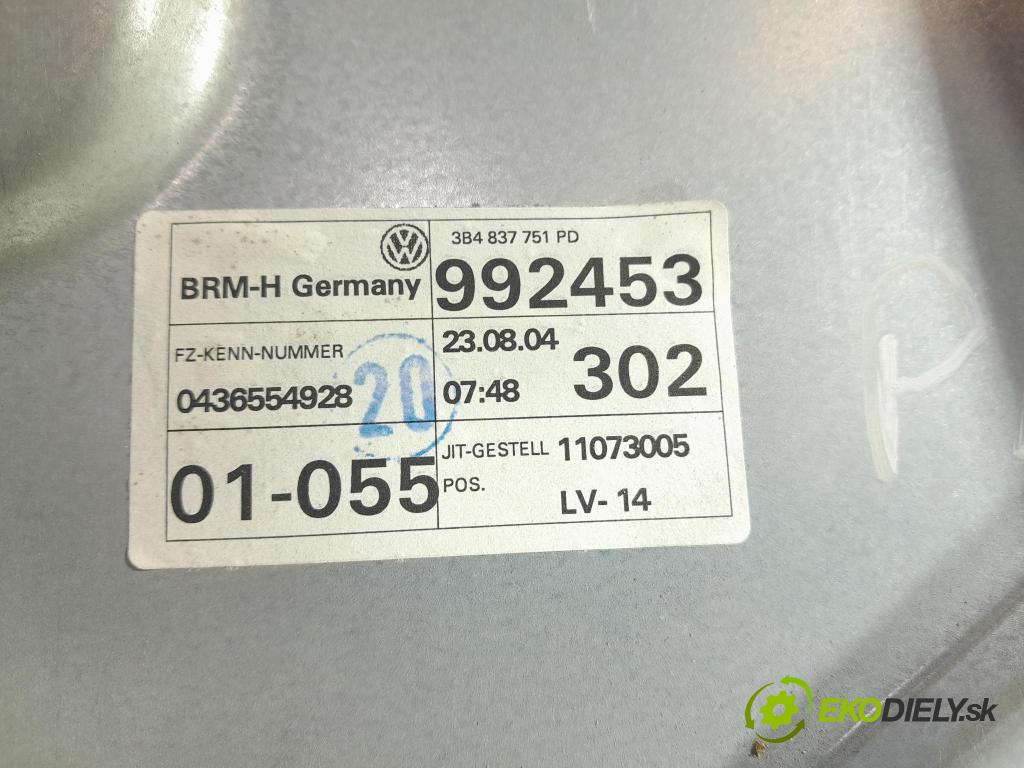 3B4 837 751 PD
BRM-H Germany
992453
FZ-KENN-NUMMER
0436554928
20
23.08.04
07:48
302
01-055
JIT-GESTELL 11073005
POS.
LV- 14
P
EKODIELY.sk